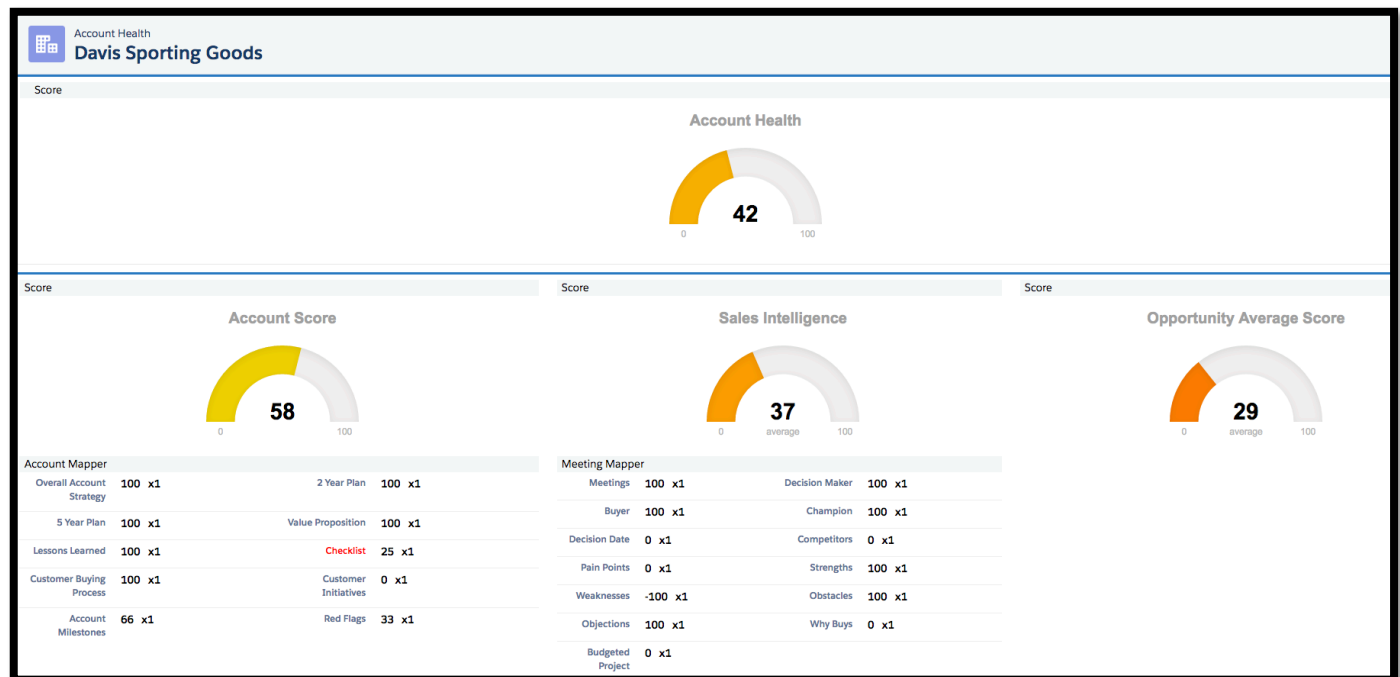 Account Health
Davis Sporting Goods
Score
Account Health
42
0 100
Score
Account Score
58
0 100
Account Mapper
Overall Account 100 x1 2 Year Plan 100 x1
Strategy
5 Year Plan 100 x1 Value Proposition 100 x1
Lessons Learned 100 x1 Checklist 25 x1
Customer Buying 100 x1 Customer 0 x1
Process Initiatives
Account 66 x1 Red Flags 33 x1
Milestones
Score
Sales Intelligence
37
0 average 100
Meeting Mapper
Meetings 100 x1 Decision Maker 100 x1
Buyer 100 x1 Champion 100 x1
Decision Date 0 x1 Competitors 0 x1
Pain Points 0 x1 Strengths 100 x1
Weaknesses -100 x1 Obstacles 100 x1
Objections 100 x1 Why Buys 0 x1
Budgeted 0 x1
Project
Score
Opportunity Average Score
29
0 average 100